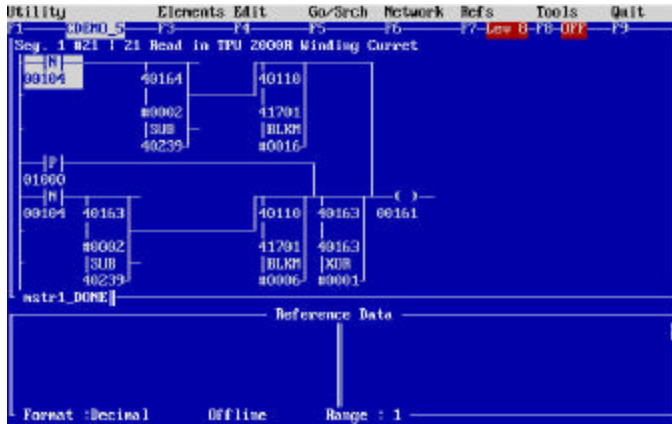 Utility Elements Edit Go/Srch Network Refs Tools Quit
F1 XDEMO_5 F3 F4 F5 F6 F7-Lev 8-F8-OFF F9
Seg. 1 #21 | 21 Read in TPU 2000R Winding Curret
|N|
00104 40164 40110
#0002 41701
|SUB |BLKM
40239 #0016
|P|
01000
|N| ( )
00104 40163 40110 40163 00161
#0002 41701 40163
|SUB |BLKM |XOR
40239 #0006 #0001
mstr1_DONE
Reference Data
Format :Decimal Offline Range : 1